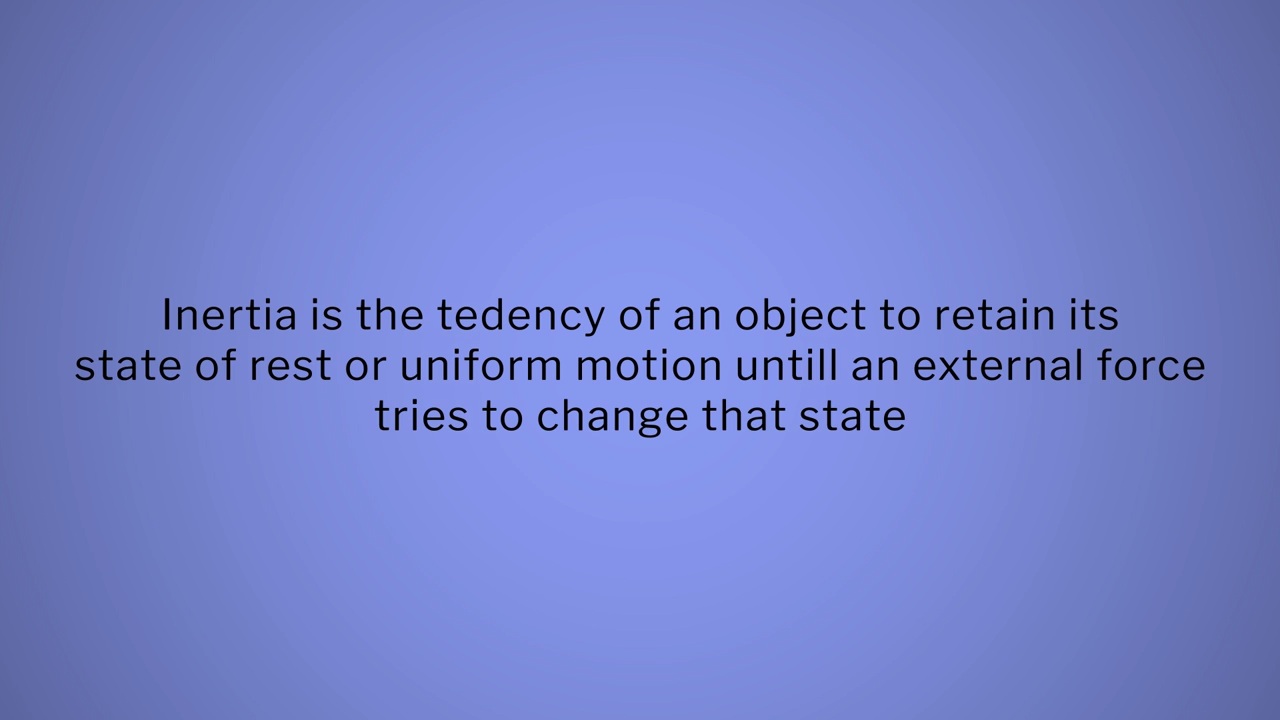 Inertia is the tedency of an object to retain its
state of rest or uniform motion untill an external force
tries to change that state